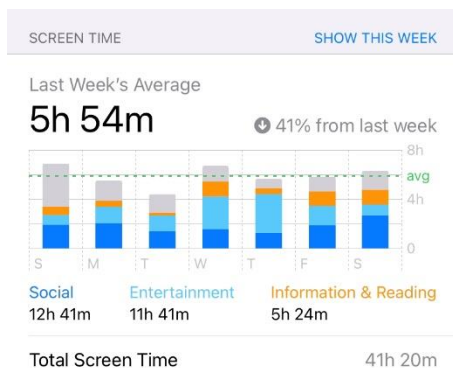 SCREEN TIME SHOW THIS WEEK
Last Week's Average
5h 54m 41% from last week
8h
avg
4h
0
S M T W T F S
Social Entertainment Information & Reading
12h 41m 11h 41m 5h 24m
Total Screen Time 41h 20m